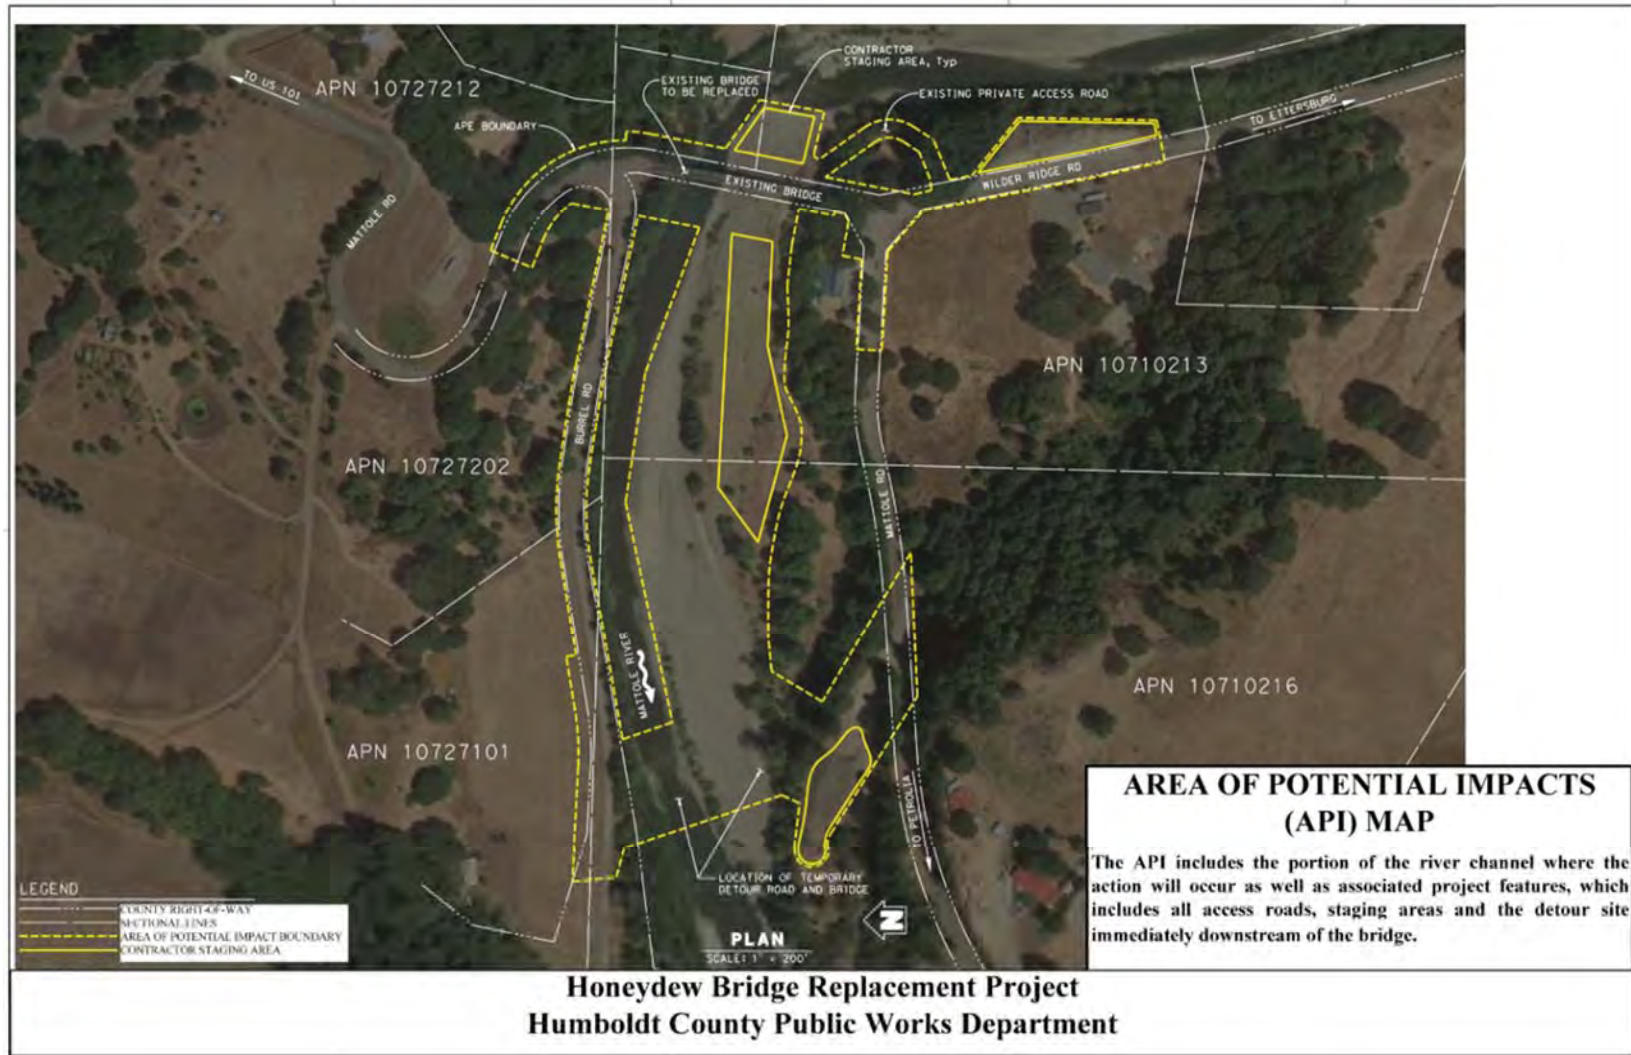 CONTRACTOR
STAGING AREA, Typ
EXISTING BRIDGE
TO BE REPLACED
EXISTING PRIVATE ACCESS ROAD
TO US 101
APN 10727212
APE BOUNDARY
TO ETTERSBURG
EXISTING BRIDGE
WILDER RIDGE RD
MATTOLE RD
APN 10710213
BURREL RD
APN 10727202
MATTOLE RD
MATTOLE RIVER
APN 10710216
APN 10727101
TO PETROLIA
LOCATION OF TEMPORARY
DETOUR ROAD AND BRIDGE
N
PLAN
SCALE: 1" = 200'
LEGEND
COUNTY RIGHT-OF-WAY
SECTIONAL LINES
AREA OF POTENTIAL IMPACT BOUNDARY
CONTRACTOR STAGING AREA
AREA OF POTENTIAL IMPACTS
(API) MAP
The API includes the portion of the river channel where the
action will occur as well as associated project features, which
includes all access roads, staging areas and the detour site
immediately downstream of the bridge.
Honeydew Bridge Replacement Project
Humboldt County Public Works Department